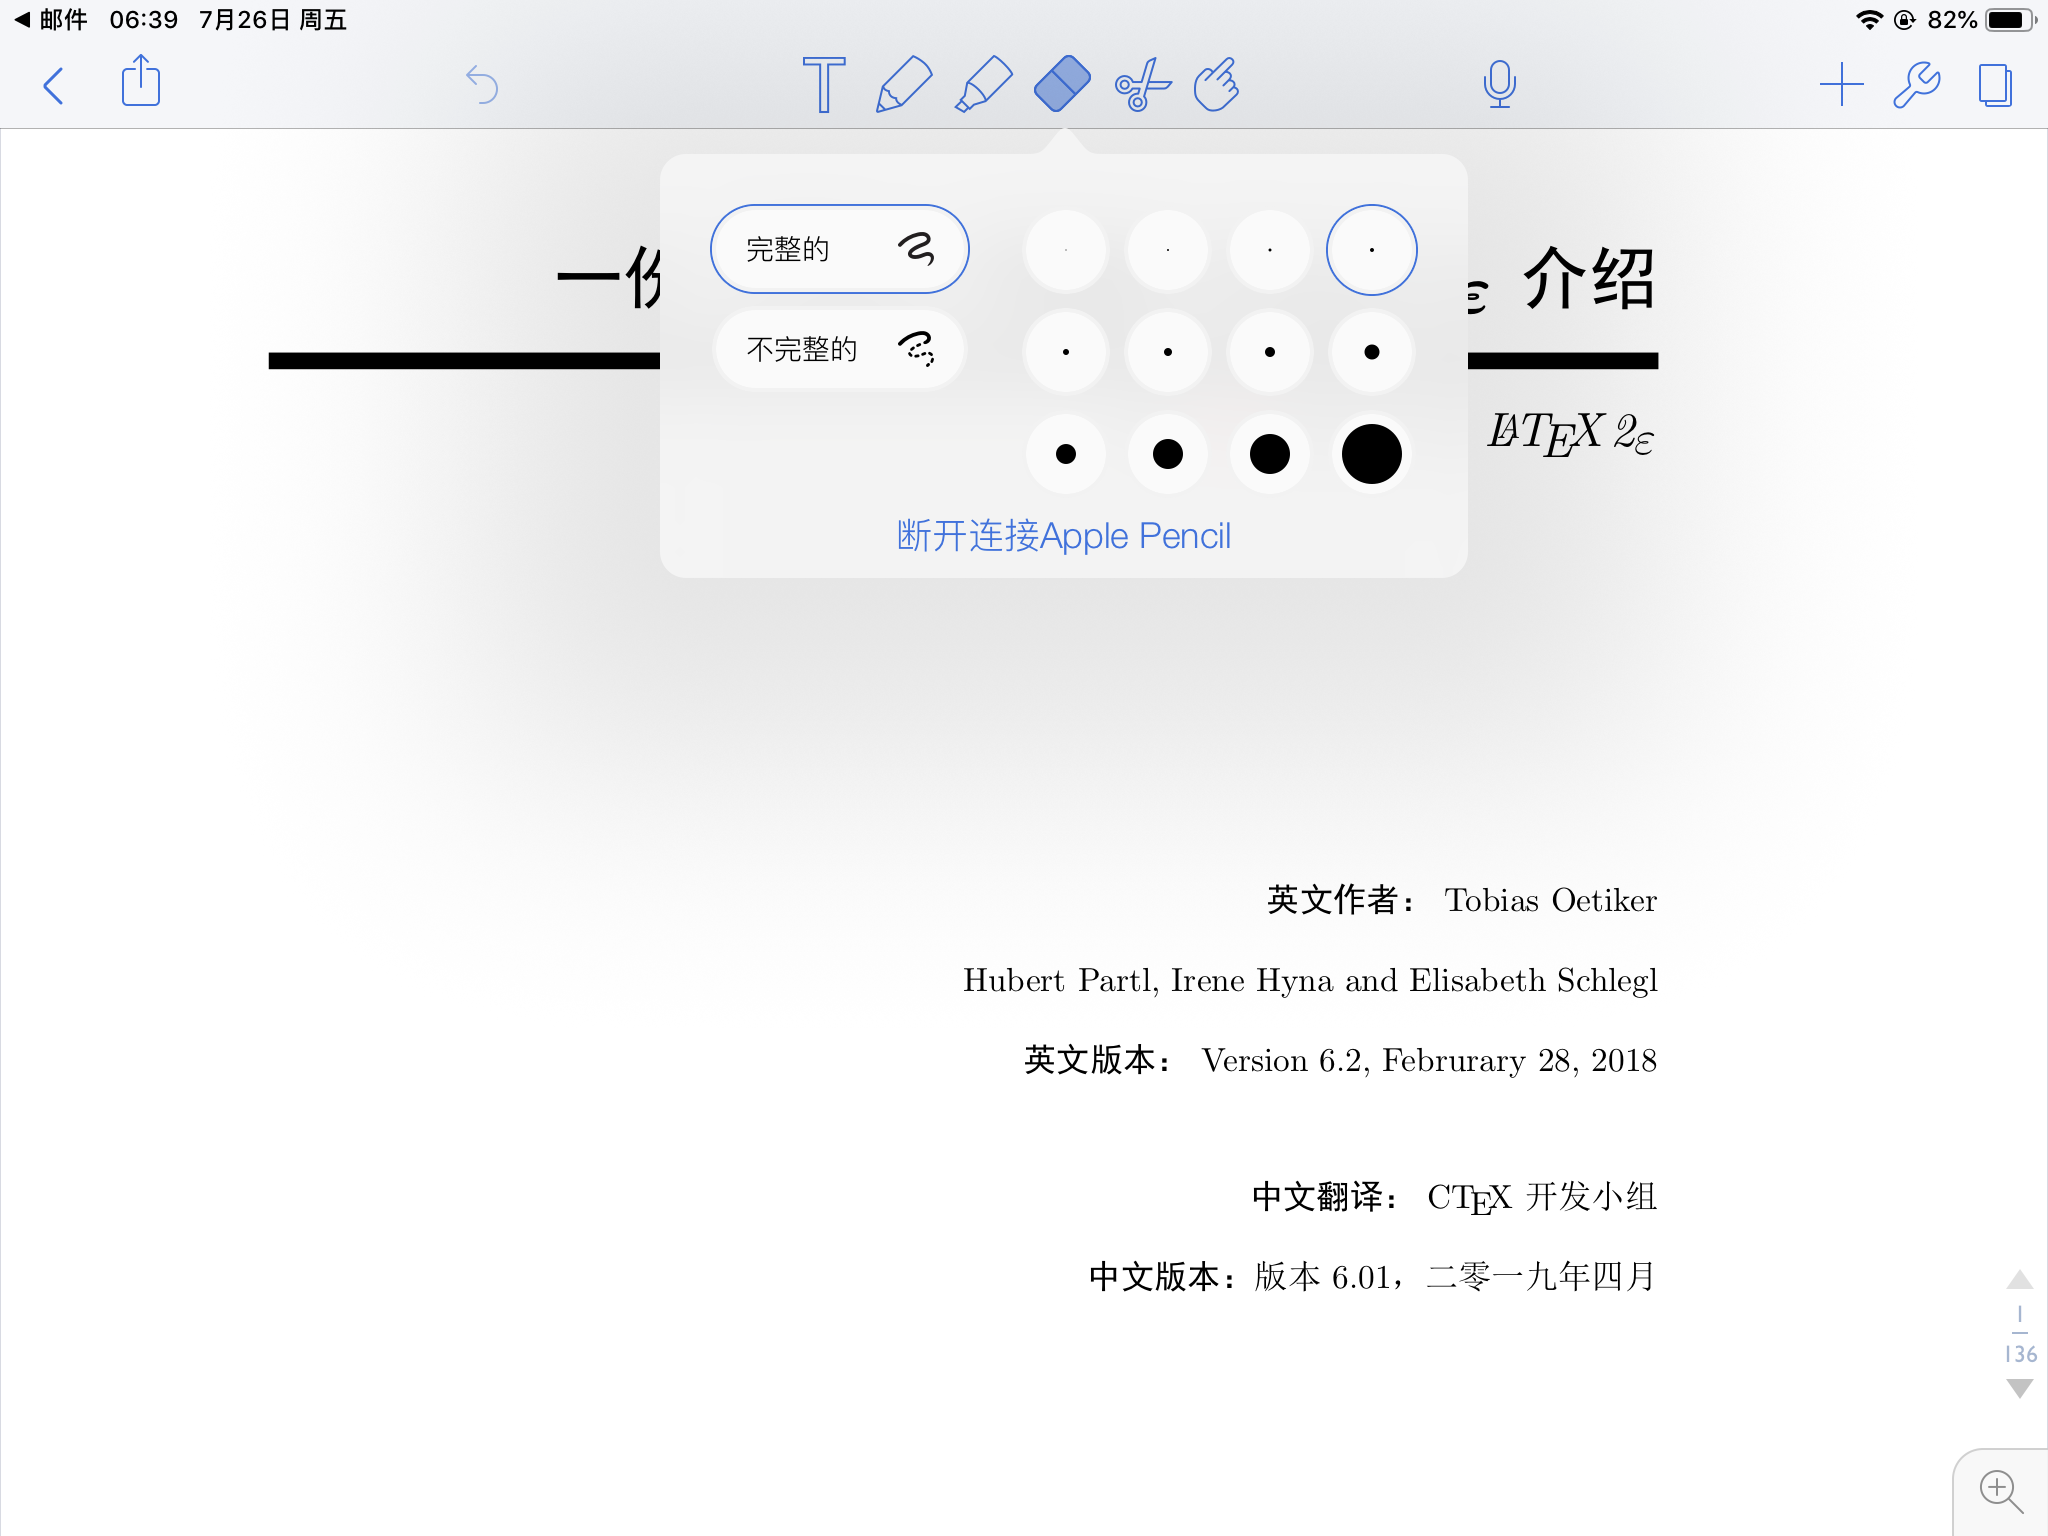 邮件 06:39 7月26日 周五 82%
完整的
不完整的
断开连接Apple Pencil
一份 ε 介绍
LATEX 2ε
英文作者： Tobias Oetiker
Hubert Partl, Irene Hyna and Elisabeth Schlegl
英文版本： Version 6.2, Februrary 28, 2018
中文翻译： CTEX 开发小组
中文版本：版本 6.01，二零一九年四月
1
136